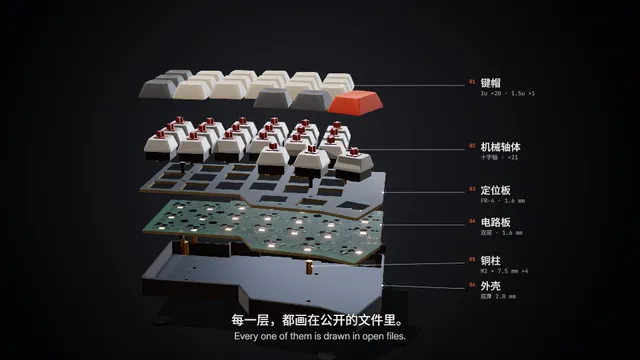 01 键帽
1u ×20 · 1.5u ×1
02 机械轴体
十字轴 · ×21
03 定位板
FR-4 · 1.6 mm
04 电路板
双层 · 1.6 mm
05 铜柱
M2 × 7.5 mm ×4
06 外壳
底厚 2.8 mm
每一层，都画在公开的文件里。
Every one of them is drawn in open files.